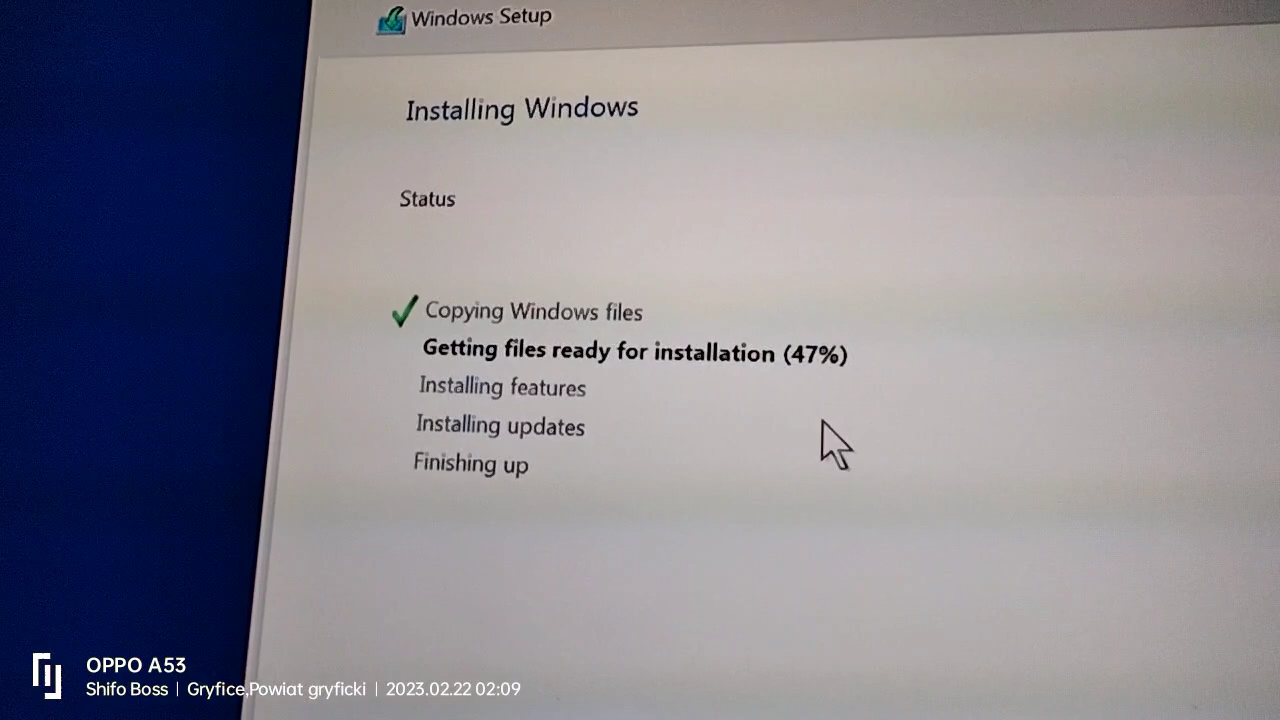 Windows Setup
Installing Windows
Status
Copying Windows files
Getting files ready for installation (47%)
Installing features
Installing updates
Finishing up
OPPO A53
Shifo Boss | Gryfice,Powiat gryficki | 2023.02.22 02:09